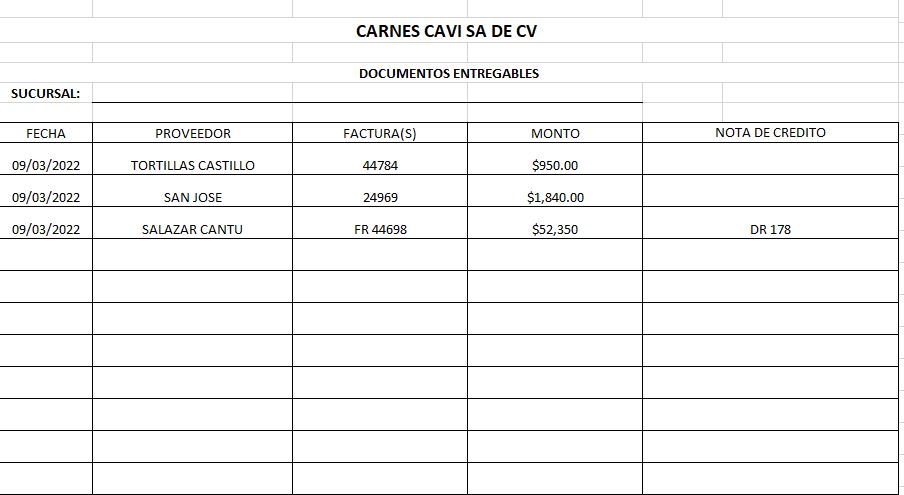 CARNES CAVI SA DE CV
DOCUMENTOS ENTREGABLES
SUCURSAL:
FECHA PROVEEDOR FACTURA(S) MONTO NOTA DE CREDITO
09/03/2022 TORTILLAS CASTILLO 44784 $950.00
09/03/2022 SAN JOSE 24969 $1,840.00
09/03/2022 SALAZAR CANTU FR 44698 $52,350 DR 178